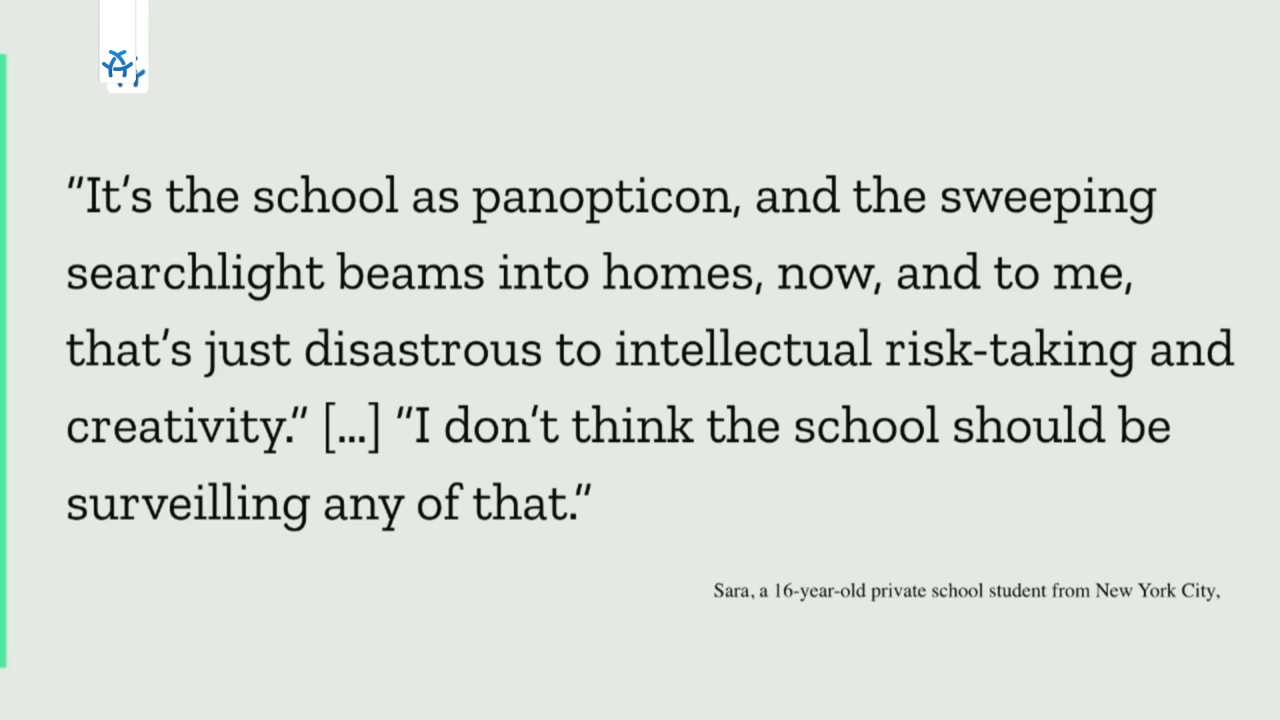 "It's the school as panopticon, and the sweeping
searchlight beams into homes, now, and to me,
that's just disastrous to intellectual risk-taking and
creativity." [...] "I don't think the school should be
surveilling any of that."
Sara, a 16-year-old private school student from New York City,